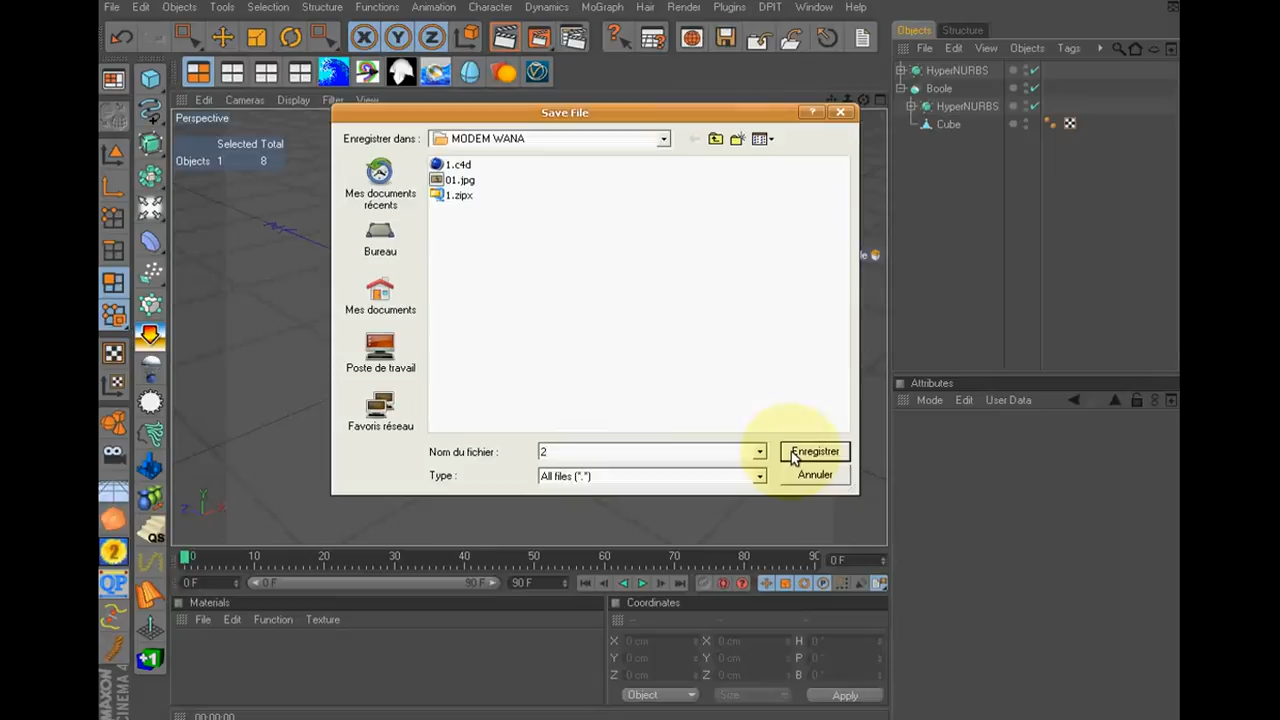 File Edit Objects Tools Selection Structure Functions Animation Character Dynamics MoGraph Hair Render Plugins DPIT Window Help
Objects Structure
File Edit View Objects Tags
HyperNURBS
Boole
HyperNURBS
Cube
Edit Cameras Display Filter View
Perspective
Selected Total
Objects 1 8
Save File
Enregistrer dans : MODEM WANA
Mes documents
récents
Bureau
Mes documents
Poste de travail
Favoris réseau
1.c4d
01.jpg
1.zipx
Nom du fichier : 2 Enregistrer
Type : All files (*.*) Annuler
Attributes
Mode Edit User Data
X Y Z
QS
2
QP
+1
Y
Z X
0 10 20 30 40 50 60 70 80 90 0 F
0 F 0 F 90 F 90 F
Materials
File Edit Function Texture
Coordinates
X 0 cm X 0 cm H 0 °
Y 0 cm Y 0 cm P 0 °
Z 0 cm Z 0 cm B 0 °
Object Size Apply
MAXON
CINEMA 4
00:00:00